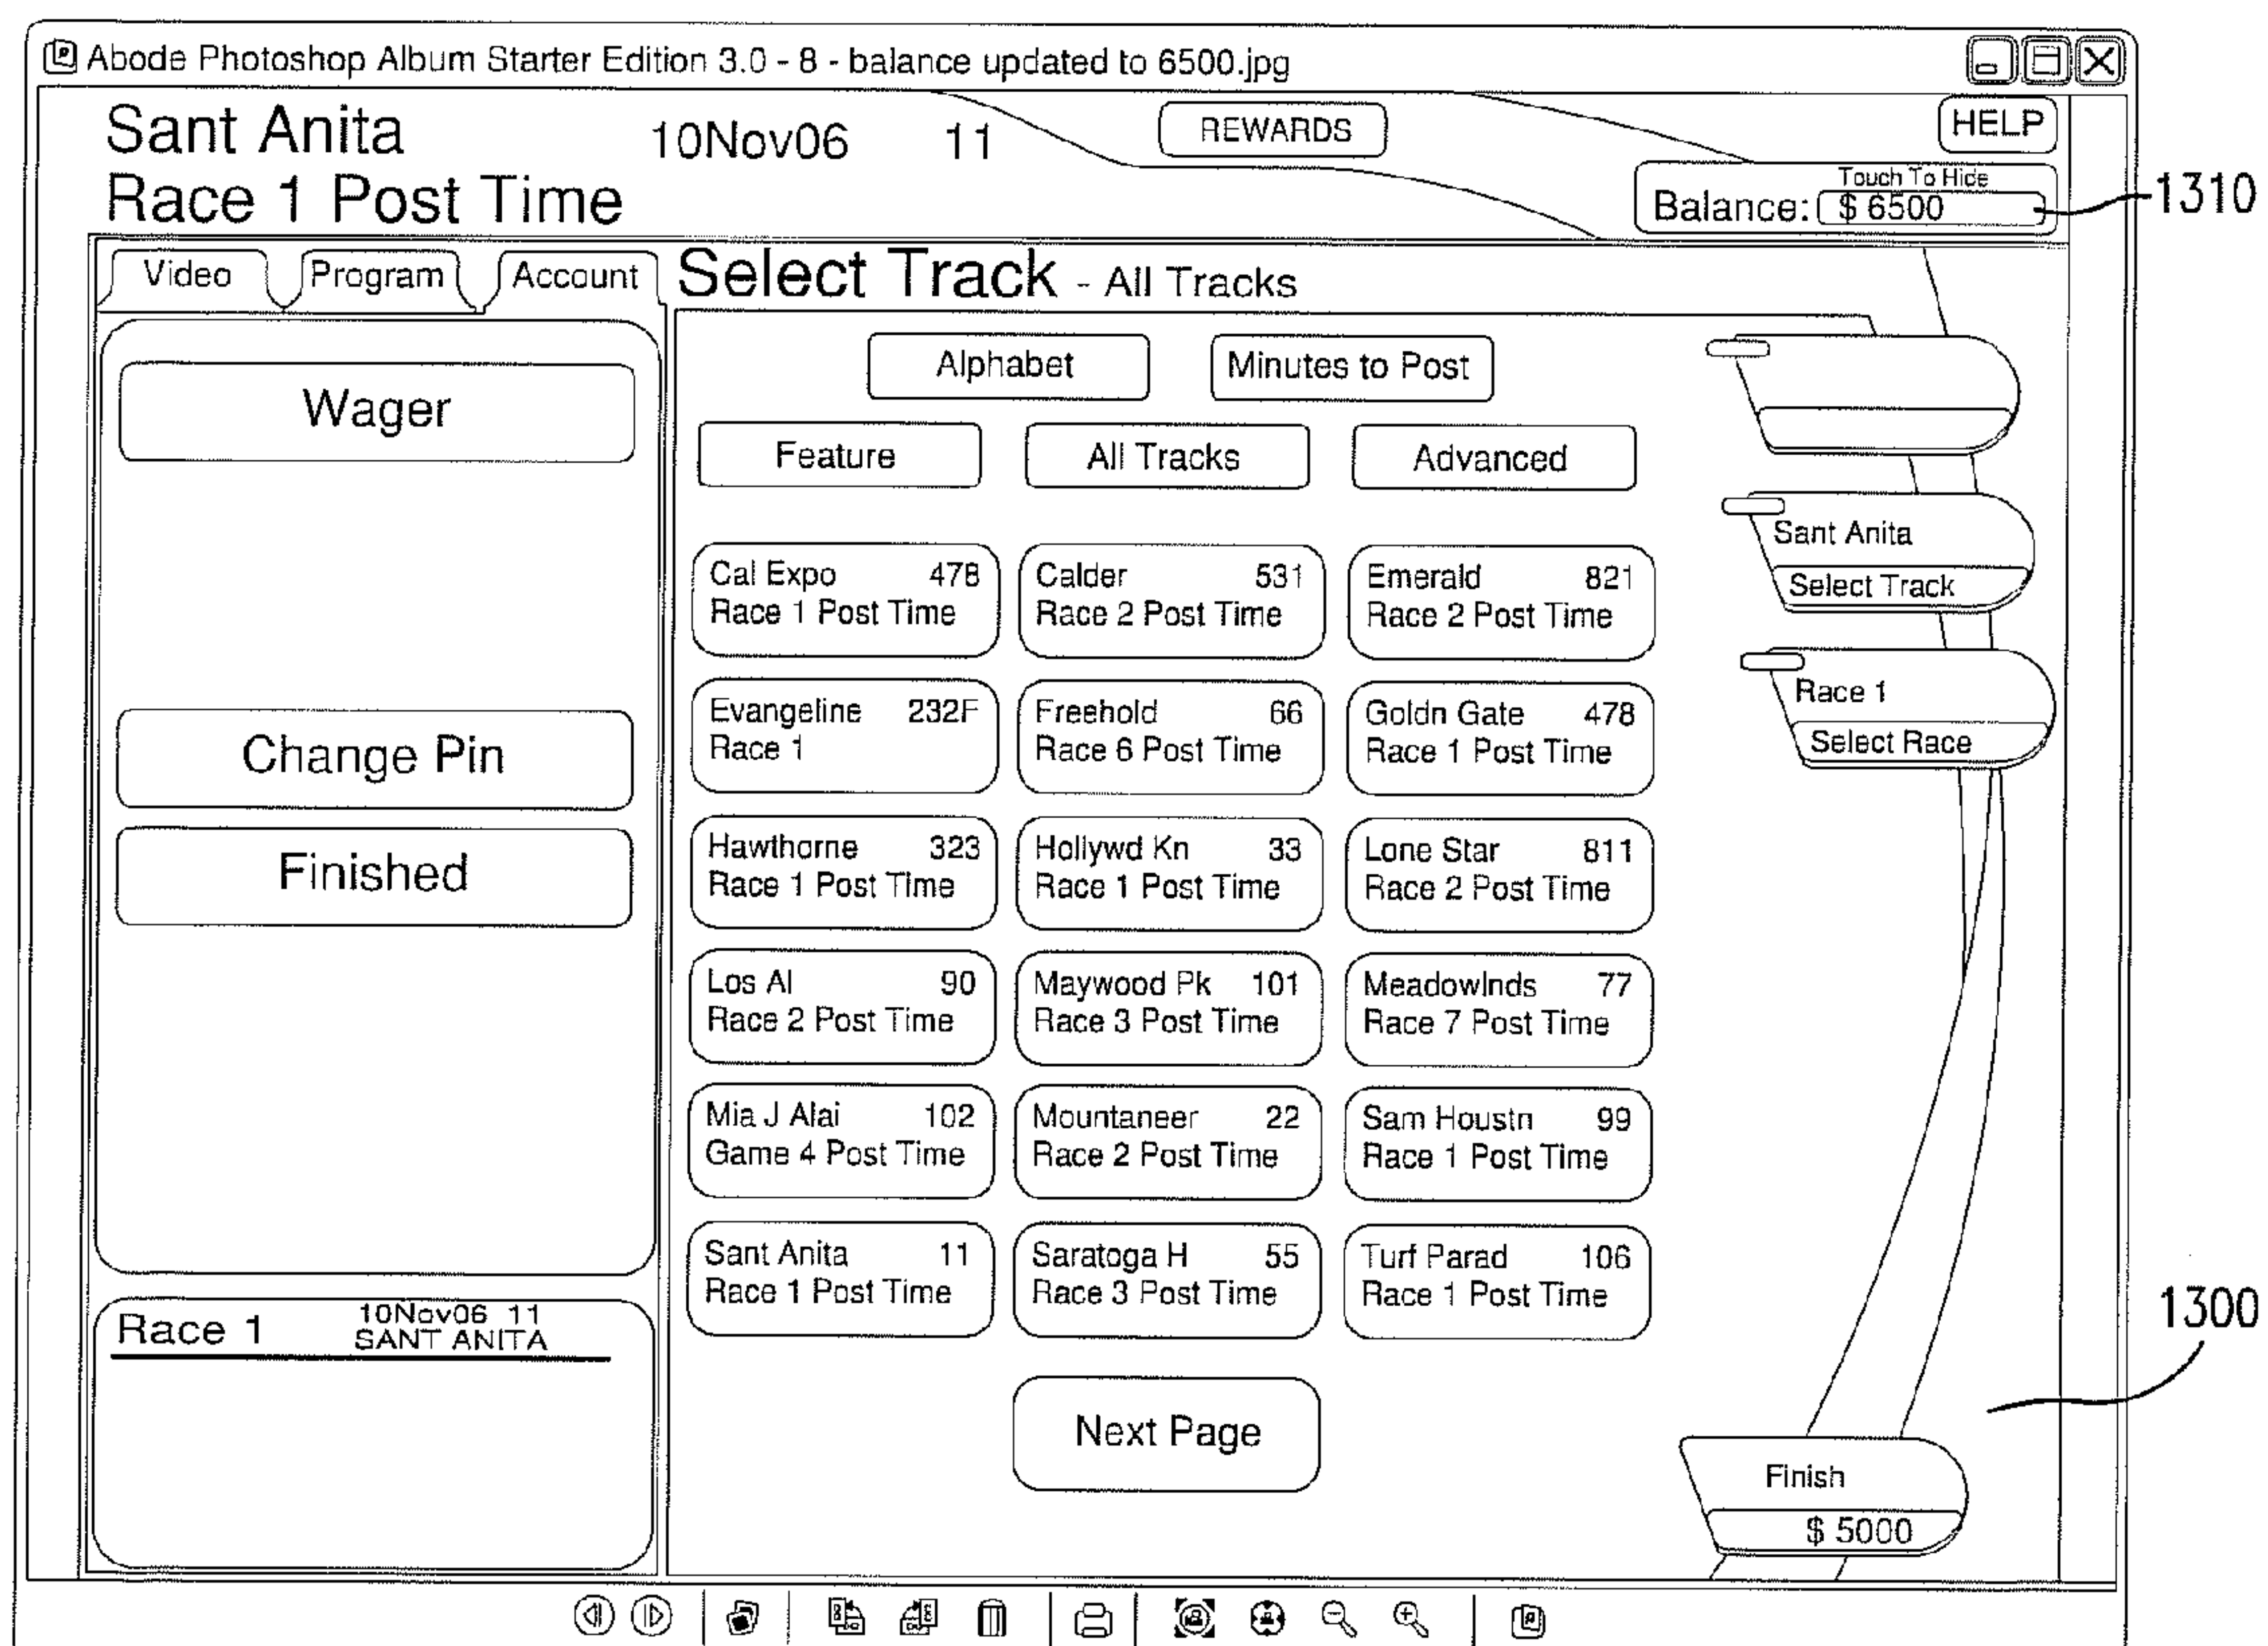 Abode Photoshop Album Starter Edition 3.0 - 8 - balance updated to 6500.jpg
Sant Anita 10Nov06 11 REWARDS HELP
Race 1 Post Time
Touch To Hide
Balance: $ 6500
1310
Video Program Account
Select Track - All Tracks
Wager
Change Pin
Finished
Alphabet Minutes to Post
Feature All Tracks Advanced
Cal Expo 478 Calder 531 Emerald 821
Race 1 Post Time Race 2 Post Time Race 2 Post Time
Evangeline 232F Freehold 66 Goldn Gate 478
Race 1 Race 6 Post Time Race 1 Post Time
Hawthorne 323 Hollywd Kn 33 Lone Star 811
Race 1 Post Time Race 1 Post Time Race 2 Post Time
Los Al 90 Maywood Pk 101 Meadowlnds 77
Race 2 Post Time Race 3 Post Time Race 7 Post Time
Mia J Alai 102 Mountaneer 22 Sam Houstn 99
Game 4 Post Time Race 2 Post Time Race 1 Post Time
Sant Anita 11 Saratoga H 55 Turf Parad 106
Race 1 Post Time Race 3 Post Time Race 1 Post Time
Next Page
Sant Anita
Select Track
Race 1
Select Race
1300
Finish
$ 5000
Race 1 10Nov06 11
SANT ANITA